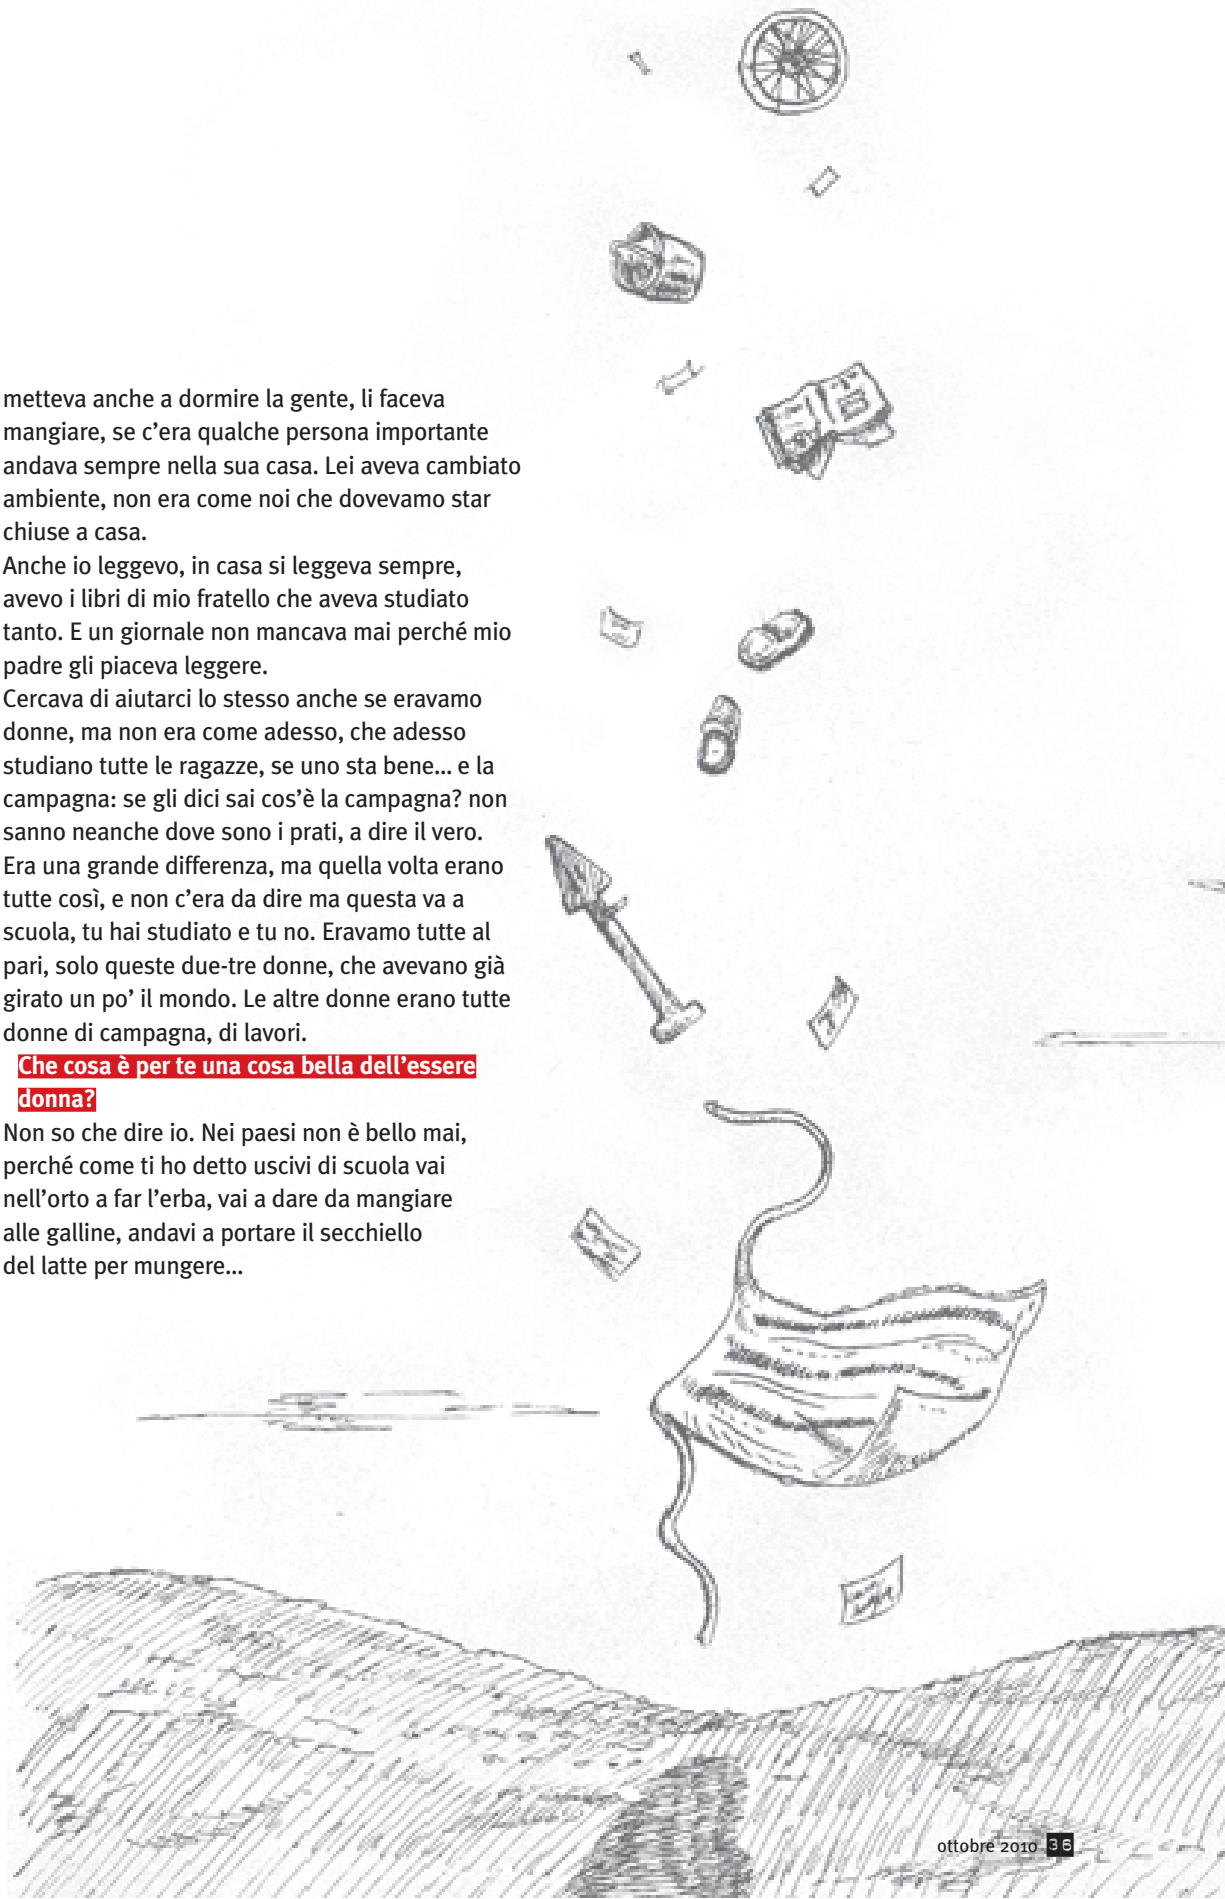 metteva anche a dormire la gente, li faceva
mangiare, se c'era qualche persona importante
andava sempre nella sua casa. Lei aveva cambiato
ambiente, non era come noi che dovevamo star
chiuse a casa.
Anche io leggevo, in casa si leggeva sempre,
avevo i libri di mio fratello che aveva studiato
tanto. E un giornale non mancava mai perché mio
padre gli piaceva leggere.
Cercava di aiutarci lo stesso anche se eravamo
donne, ma non era come adesso, che adesso
studiano tutte le ragazze, se uno sta bene... e la
campagna: se gli dici sai cos'è la campagna? non
sanno neanche dove sono i prati, a dire il vero.
Era una grande differenza, ma quella volta erano
tutte così, e non c'era da dire ma questa va a
scuola, tu hai studiato e tu no. Eravamo tutte al
pari, solo queste due-tre donne, che avevano già
girato un po' il mondo. Le altre donne erano tutte
donne di campagna, di lavori.
Che cosa è per te una cosa bella dell'essere
donna?
Non so che dire io. Nei paesi non è bello mai,
perché come ti ho detto uscivi di scuola vai
nell'orto a far l'erba, vai a dare da mangiare
alle galline, andavi a portare il secchiello
del latte per mungere...
ottobre 2010 36